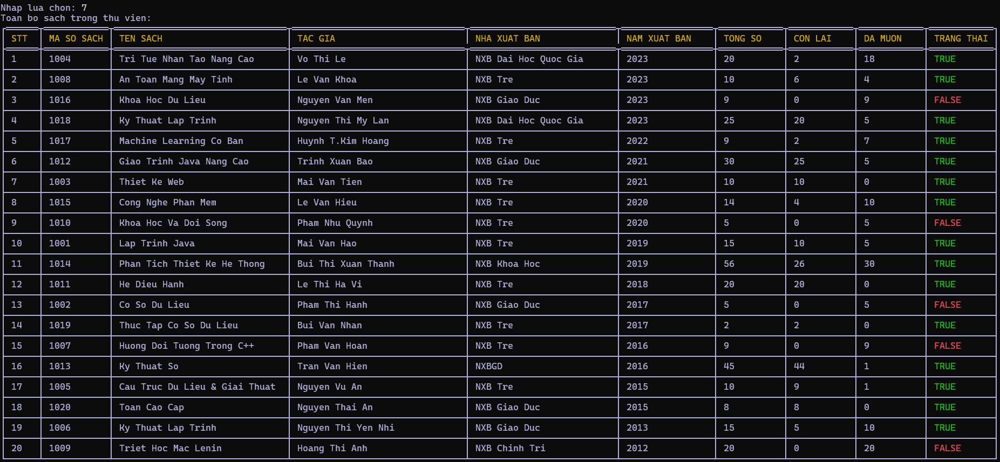 Nhap lua chon: 7
Toan bo sach trong thu vien:
STT MA SO SACH TEN SACH TAC GIA NHA XUAT BAN NAM XUAT BAN TONG SO CON LAI DA MUON TRANG THAI
1 1004 Tri Tue Nhan Tao Nang Cao Vo Thi Le NXB Dai Hoc Quoc Gia 2023 20 2 18 TRUE
2 1008 An Toan Mang May Tinh Le Van Khoa NXB Tre 2023 10 6 4 TRUE
3 1016 Khoa Hoc Du Lieu Nguyen Van Men NXB Giao Duc 2023 9 0 9 FALSE
4 1018 Ky Thuat Lap Trinh Nguyen Thi My Lan NXB Dai Hoc Quoc Gia 2023 25 20 5 TRUE
5 1017 Machine Learning Co Ban Huynh T.Kim Hoang NXB Tre 2022 9 2 7 TRUE
6 1012 Giao Trinh Java Nang Cao Trinh Xuan Bao NXB Giao Duc 2021 30 25 5 TRUE
7 1003 Thiet Ke Web Mai Van Tien NXB Tre 2021 10 10 0 TRUE
8 1015 Cong Nghe Phan Mem Le Van Hieu NXB Tre 2020 14 4 10 TRUE
9 1010 Khoa Hoc Va Doi Song Pham Nhu Quynh NXB Tre 2020 5 0 5 FALSE
10 1001 Lap Trinh Java Mai Van Hao NXB Tre 2019 15 10 5 TRUE
11 1014 Phan Tich Thiet Ke He Thong Bui Thi Xuan Thanh NXB Khoa Hoc 2019 56 26 30 TRUE
12 1011 He Dieu Hanh Le Thi Ha Vi NXB Tre 2018 20 20 0 TRUE
13 1002 Co So Du Lieu Pham Thi Hanh NXB Giao Duc 2017 5 0 5 FALSE
14 1019 Thuc Tap Co So Du Lieu Bui Van Nhan NXB Tre 2017 2 2 0 TRUE
15 1007 Huong Doi Tuong Trong C++ Pham Van Hoan NXB Tre 2016 9 0 9 FALSE
16 1013 Ky Thuat So Tran Van Hien NXBGD 2016 45 44 1 TRUE
17 1005 Cau Truc Du Lieu & Giai Thuat Nguyen Vu An NXB Tre 2015 10 9 1 TRUE
18 1020 Toan Cao Cap Nguyen Thai An NXB Giao Duc 2015 8 8 0 TRUE
19 1006 Ky Thuat Lap Trinh Nguyen Thi Yen Nhi NXB Giao Duc 2013 15 5 10 TRUE
20 1009 Triet Hoc Mac Lenin Hoang Thi Anh NXB Chinh Tri 2012 20 0 20 FALSE